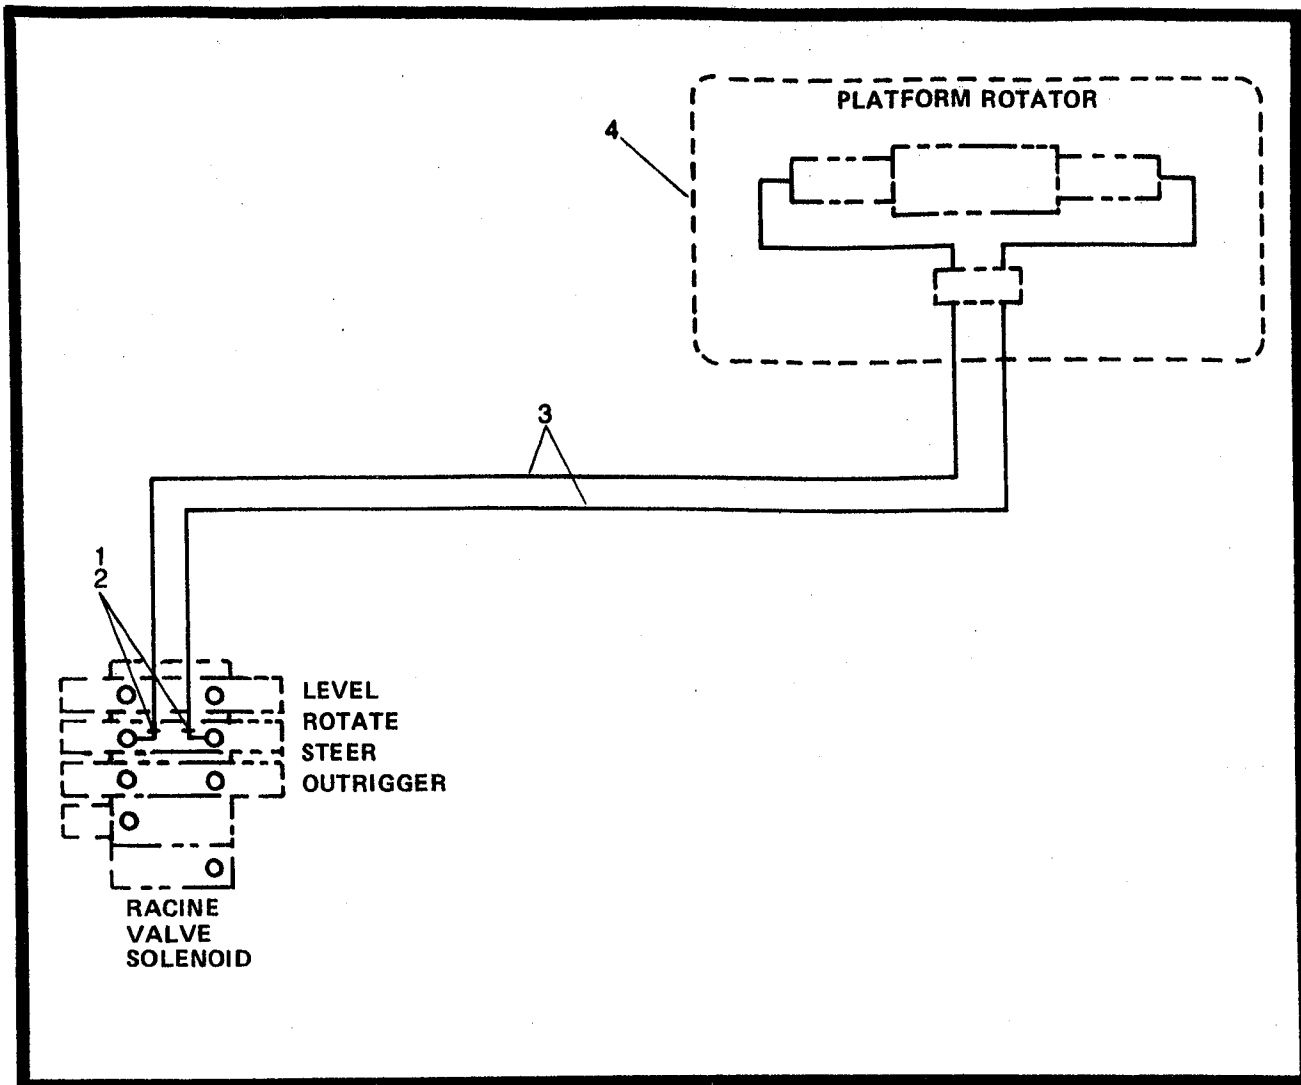 PLATFORM ROTATOR
4
3
1
2
LEVEL
ROTATE
STEER
OUTRIGGER
RACINE
VALVE
SOLENOID